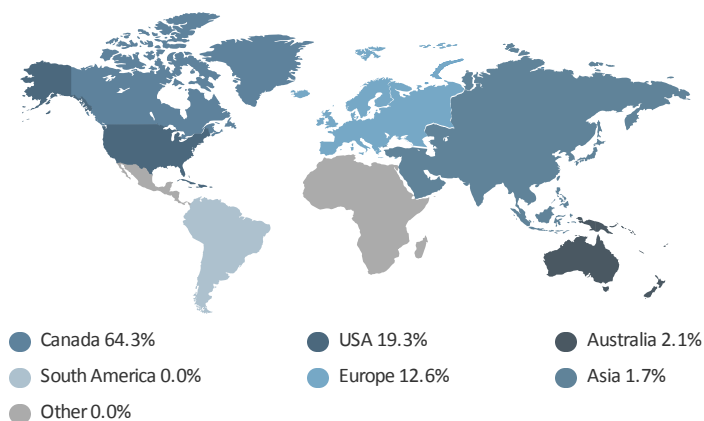 Canada 64.3%
USA 19.3%
Australia 2.1%
South America 0.0%
Europe 12.6%
Asia 1.7%
Other 0.0%